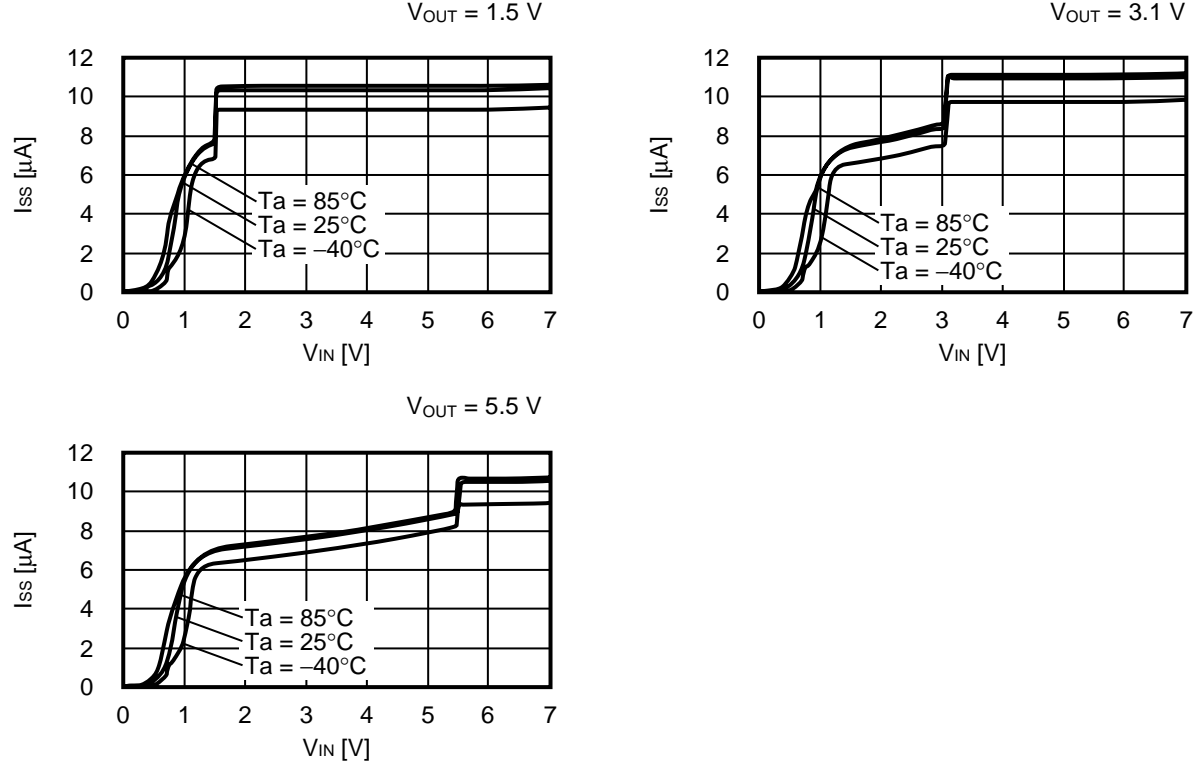 VOUT = 1.5 V
12
10
8
6
4
2
0
ISS [μA]
Ta = 85°C
Ta = 25°C
Ta = −40°C
0 1 2 3 4 5 6 7
VIN [V]
VOUT = 3.1 V
12
10
8
6
4
2
0
ISS [μA]
Ta = 85°C
Ta = 25°C
Ta = −40°C
0 1 2 3 4 5 6 7
VIN [V]
VOUT = 5.5 V
12
10
8
6
4
2
0
ISS [μA]
Ta = 85°C
Ta = 25°C
Ta = −40°C
0 1 2 3 4 5 6 7
VIN [V]